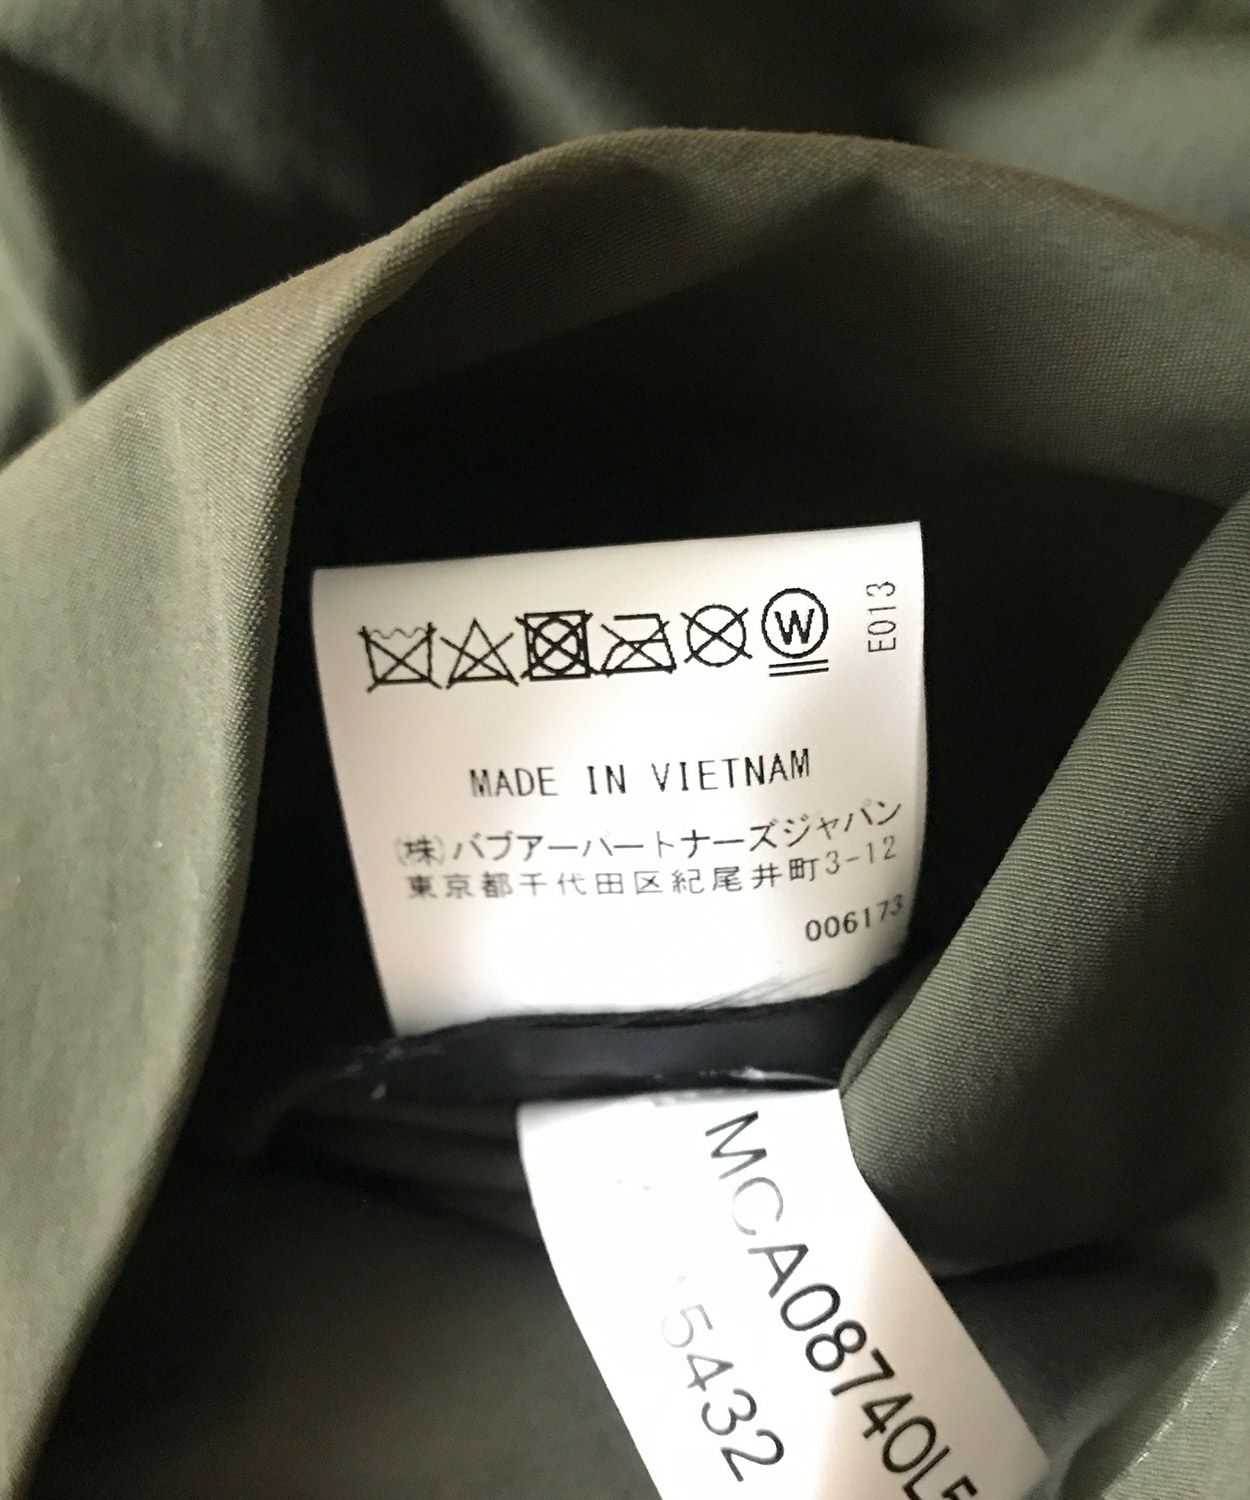 W
E013
MADE IN VIETNAM
(株)バブアーパートナーズジャパン
東京都千代田区紀尾井町3-12
006173
MCA0874OL5
5432